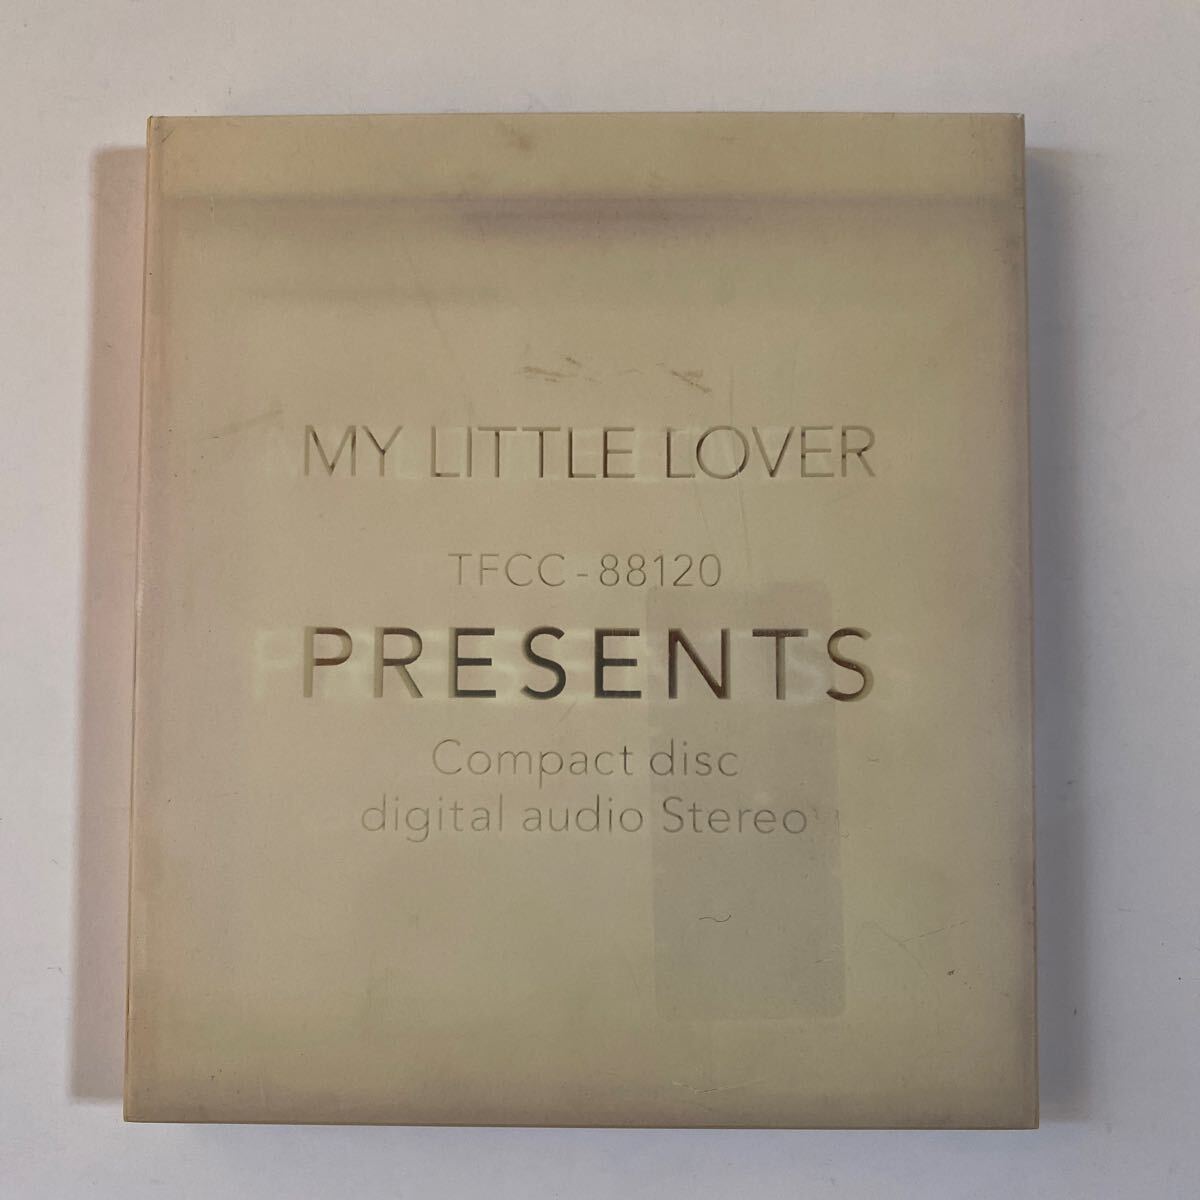 MY LITTLE LOVER
TFCC-88120
PRESENTS
Compact disc
digital audio Stereo